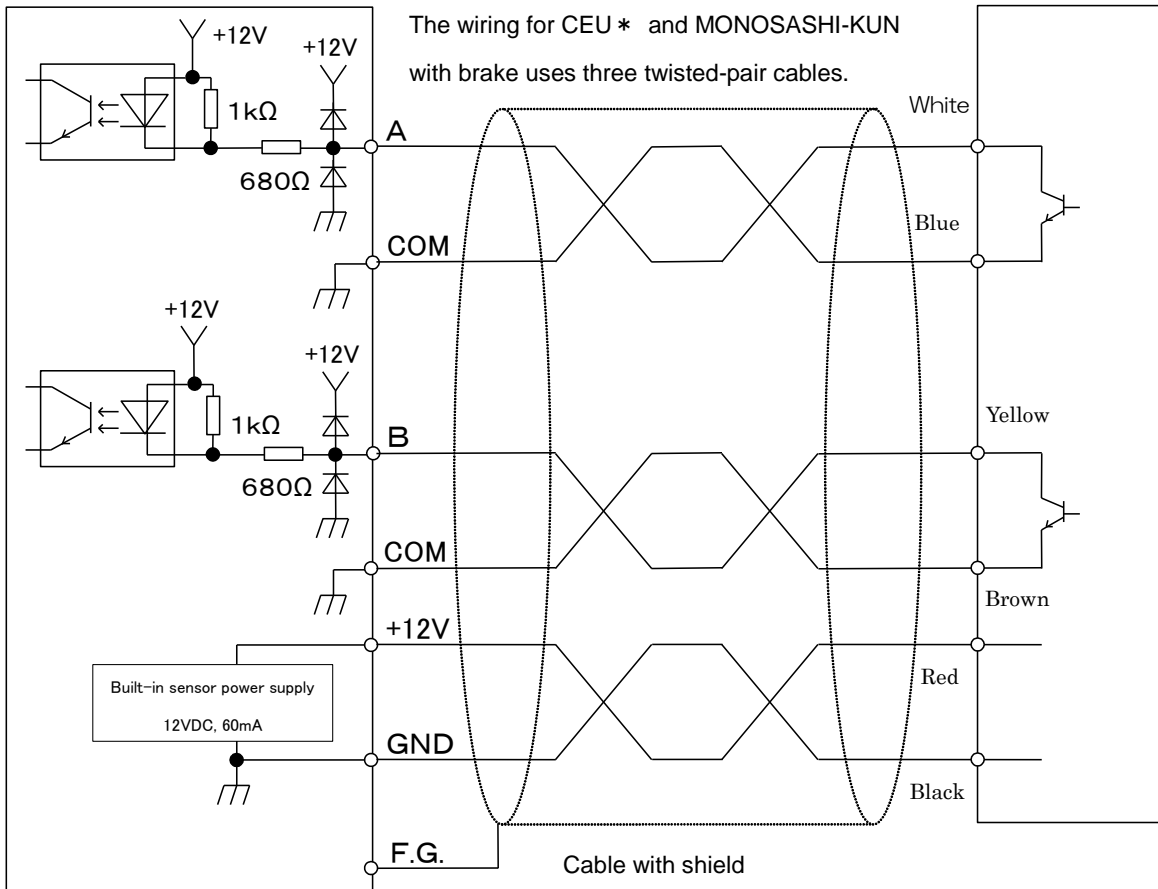 The wiring for CEU* and MONOSASHI-KUN
with brake uses three twisted-pair cables.
+12V
+12V
1kΩ
680Ω
A
COM
White
Blue
+12V
+12V
1kΩ
680Ω
B
COM
Yellow
Brown
+12V
Built-in sensor power supply
12VDC, 60mA
GND
Red
Black
F.G.
Cable with shield